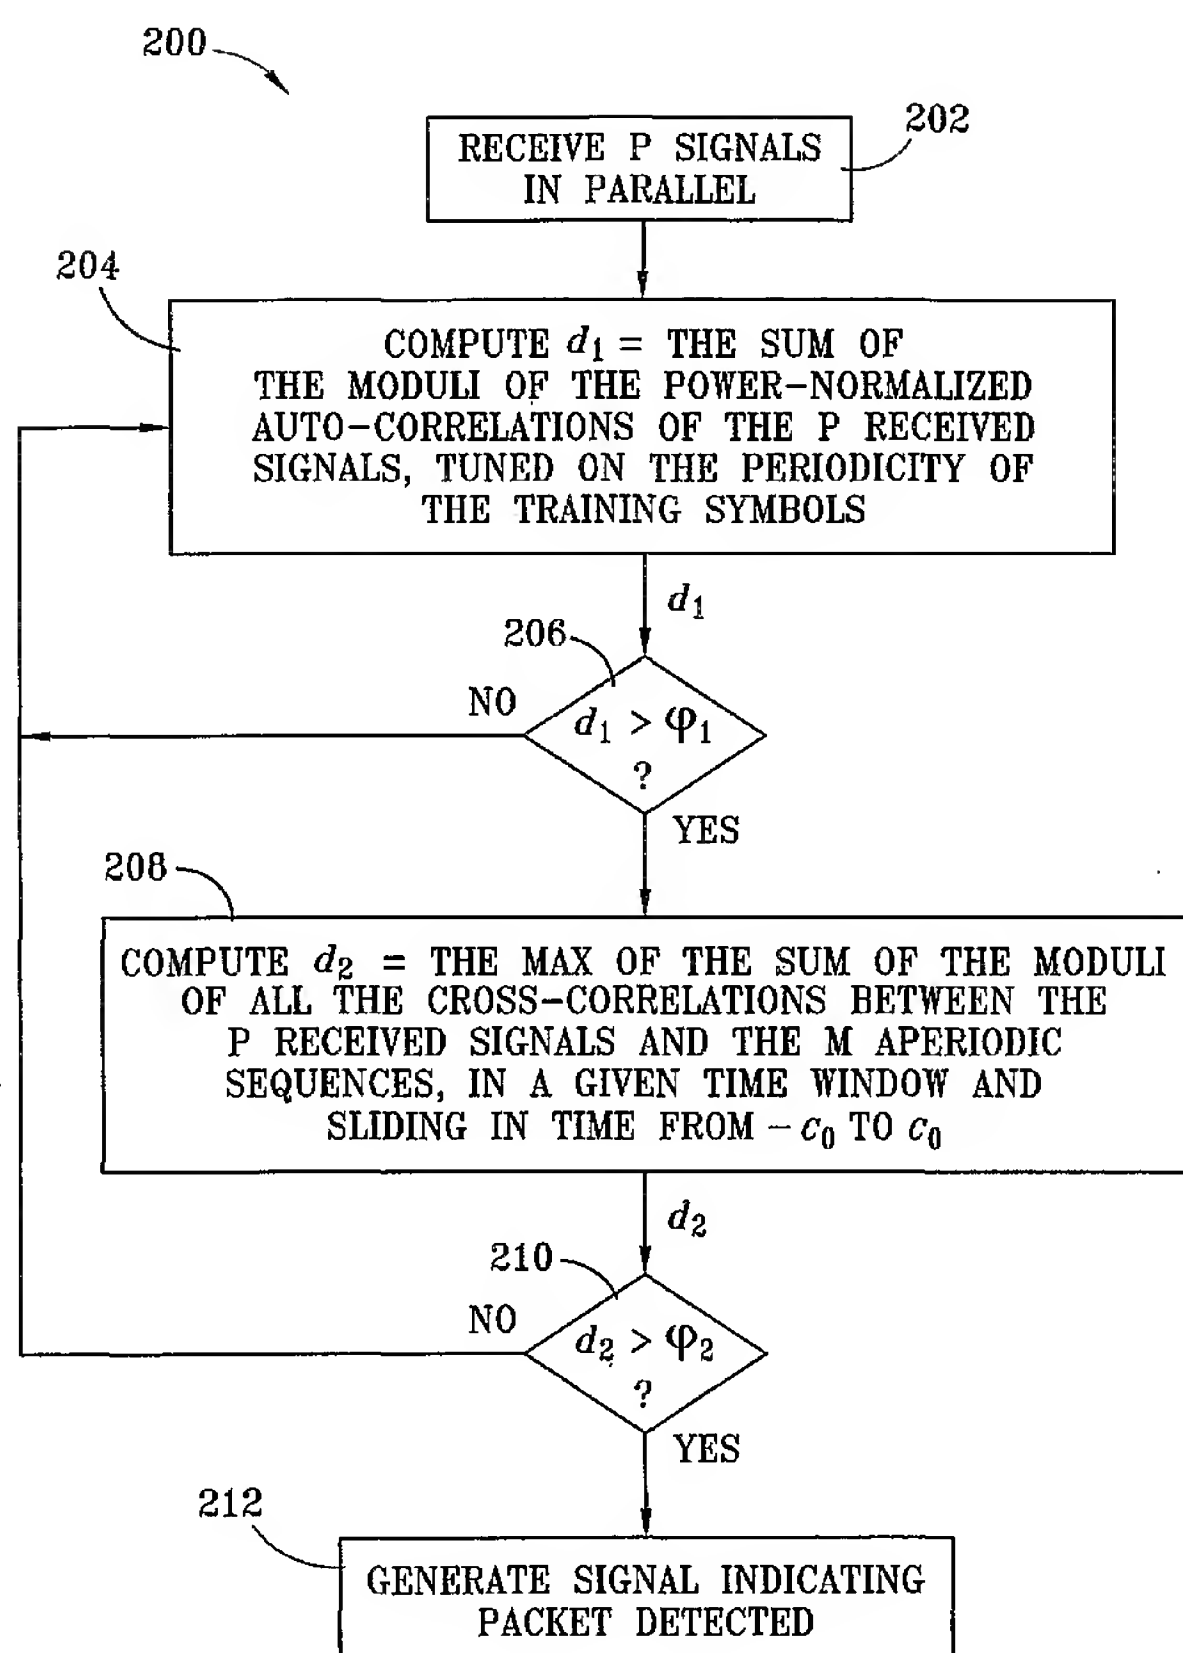 200
202
RECEIVE P SIGNALS
IN PARALLEL
204
COMPUTE d1 = THE SUM OF
THE MODULI OF THE POWER-NORMALIZED
AUTO-CORRELATIONS OF THE P RECEIVED
SIGNALS, TUNED ON THE PERIODICITY OF
THE TRAINING SYMBOLS
d1
206
NO
d1 > φ1
?
YES
208
COMPUTE d2 = THE MAX OF THE SUM OF THE MODULI
OF ALL THE CROSS-CORRELATIONS BETWEEN THE
P RECEIVED SIGNALS AND THE M APERIODIC
SEQUENCES, IN A GIVEN TIME WINDOW AND
SLIDING IN TIME FROM -c0 TO c0
d2
210
NO
d2 > φ2
?
YES
212
GENERATE SIGNAL INDICATING
PACKET DETECTED